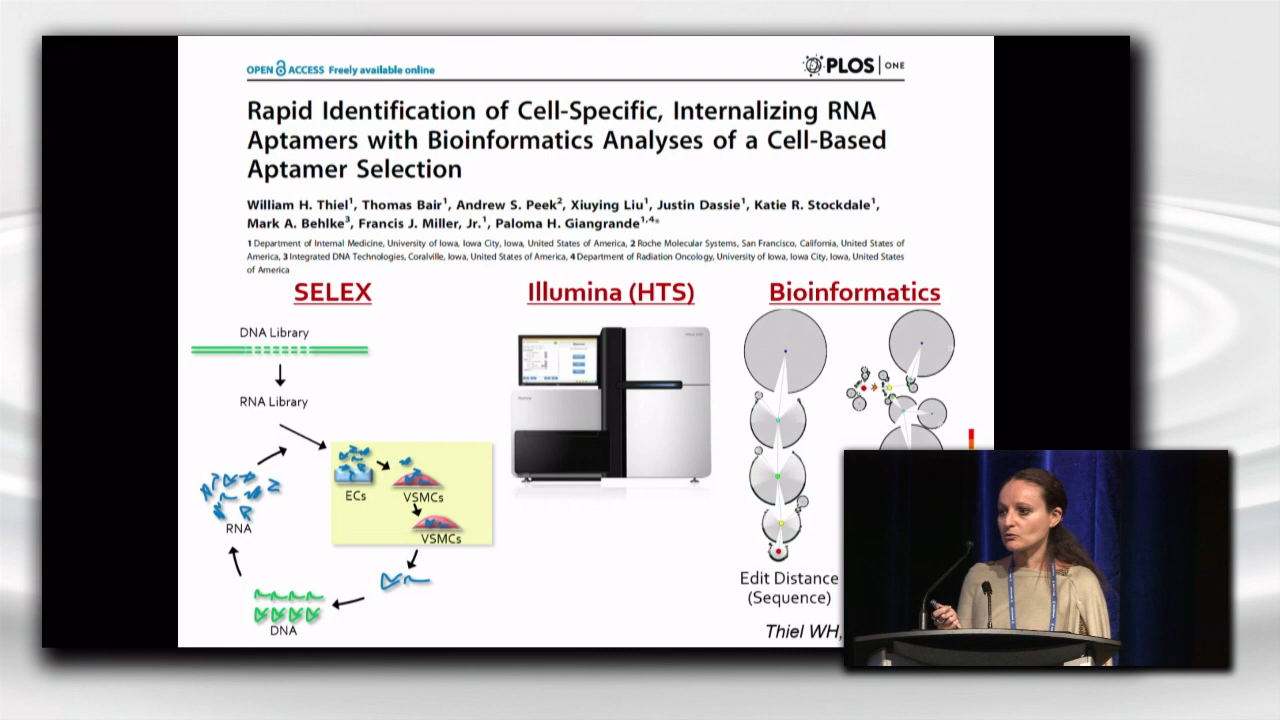 OPEN ACCESS Freely available online
PLOS ONE
Rapid Identification of Cell-Specific, Internalizing RNA
Aptamers with Bioinformatics Analyses of a Cell-Based
Aptamer Selection
William H. Thiel1, Thomas Bair1, Andrew S. Peek2, Xiuying Liu1, Justin Dassie1, Katie R. Stockdale1,
Mark A. Behlke3, Francis J. Miller, Jr.1, Paloma H. Giangrande1,4*
1 Department of Internal Medicine, University of Iowa, Iowa City, Iowa, United States of America, 2 Roche Molecular Systems, San Francisco, California, United States of
America, 3 Integrated DNA Technologies, Coralville, Iowa, United States of America, 4 Department of Radiation Oncology, University of Iowa, Iowa City, Iowa, United States
of America
SELEX
Illumina (HTS)
Bioinformatics
DNA Library
RNA Library
ECs
VSMCs
VSMCs
RNA
DNA
Edit Distance
(Sequence)
Thiel WH,